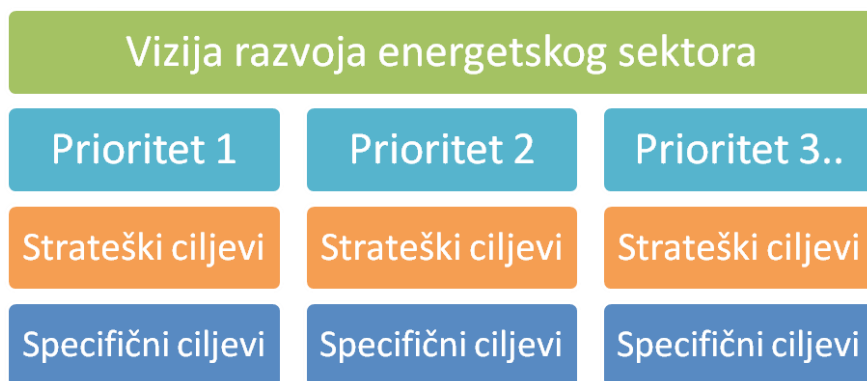 Vizija razvoja energetskog sektora
Prioritet 1
Prioritet 2
Prioritet 3..
Strateški ciljevi
Strateški ciljevi
Strateški ciljevi
Specifični ciljevi
Specifični ciljevi
Specifični ciljevi